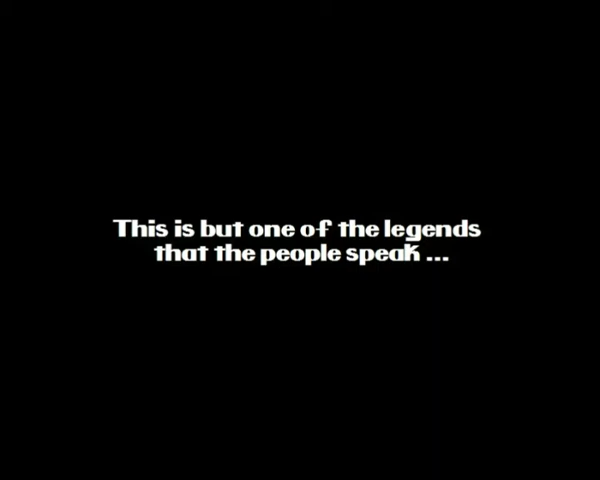 This is but one of the legends
that the people speak ...